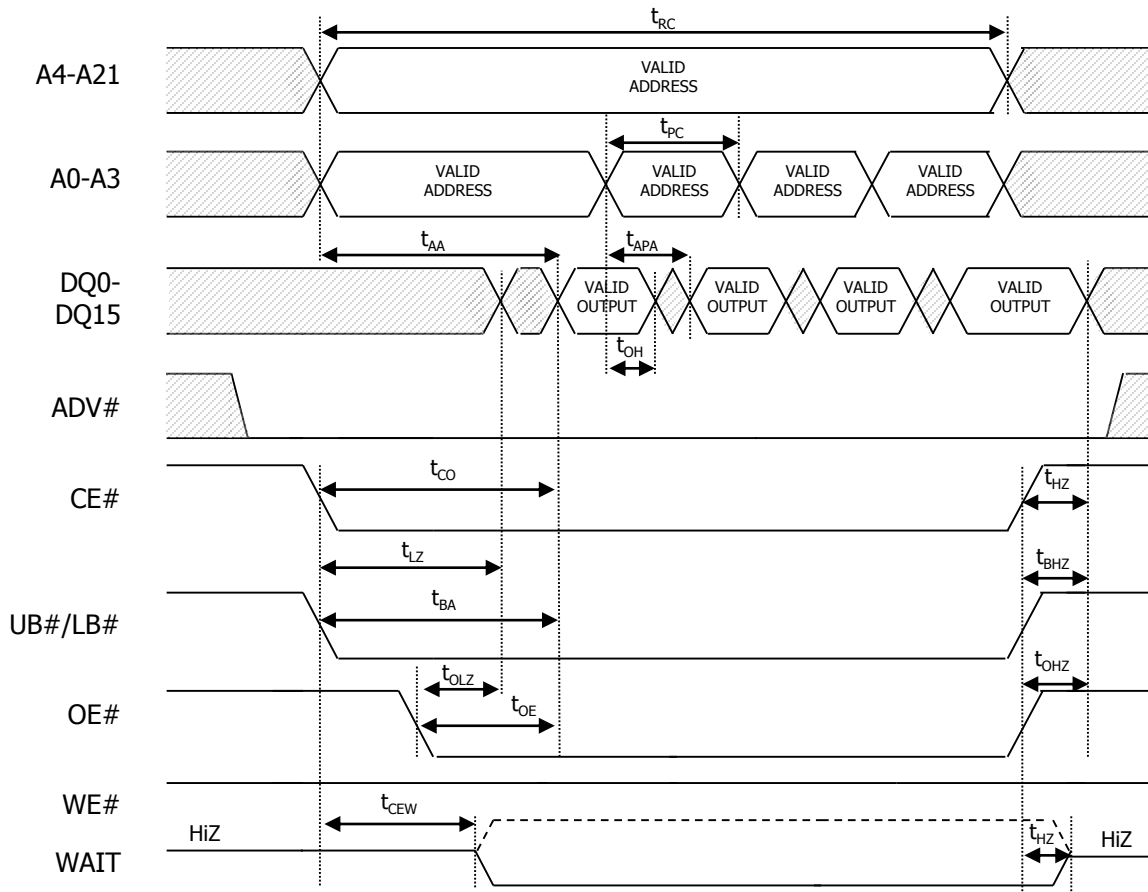 tRC
A4-A21
VALID
ADDRESS
tPC
A0-A3
VALID
ADDRESS
VALID
ADDRESS
VALID
ADDRESS
VALID
ADDRESS
tAA
tAPA
DQ0-
DQ15
VALID
OUTPUT
VALID
OUTPUT
VALID
OUTPUT
VALID
OUTPUT
tOH
ADV#
tCO
tHZ
CE#
tLZ
tBHZ
tBA
UB#/LB#
tOLZ
tOHZ
tOE
OE#
WE#
tCEW
HiZ
tHZ
HiZ
WAIT